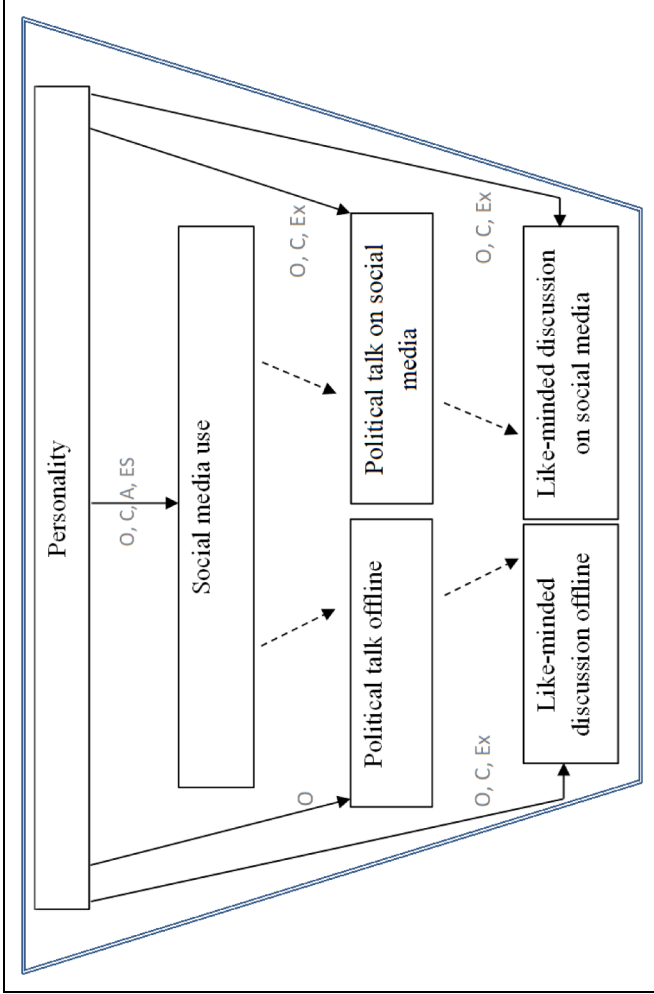 Personality
O, C, A, ES
Social media use
O
O, C, Ex
Political talk offline
Political talk on social
media
O, C, Ex
O, C, Ex
Like-minded
discussion offline
Like-minded discussion
on social media